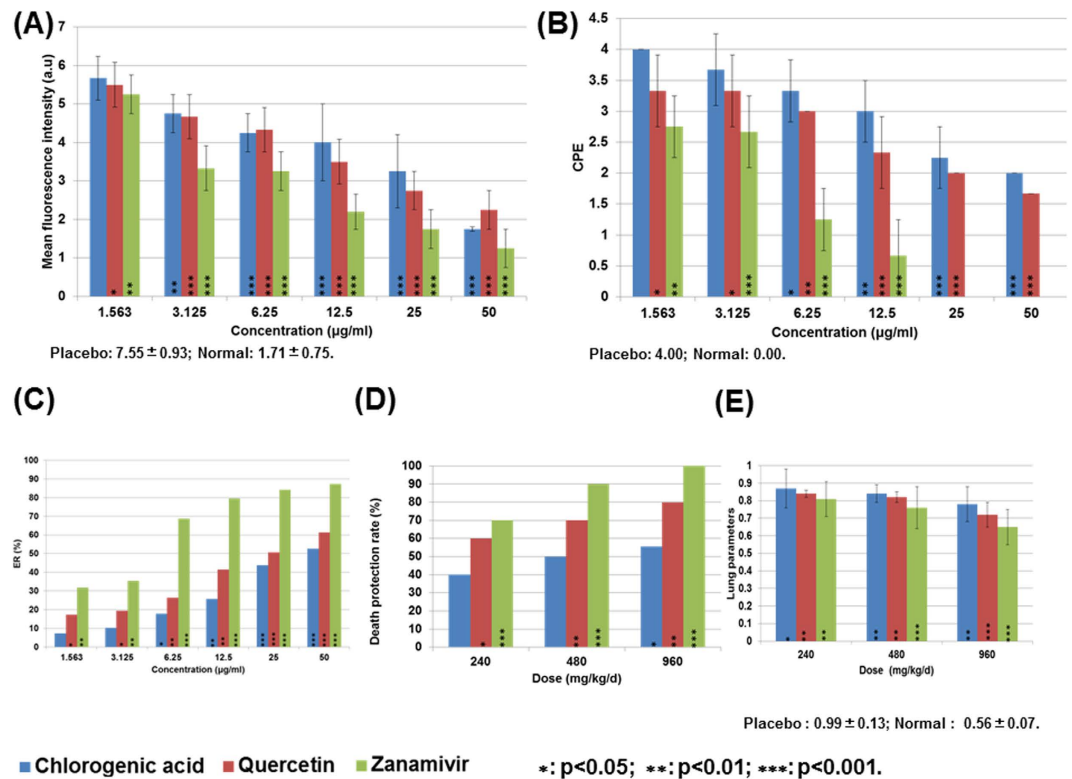 (A)
Mean fluorescence intensity (a.u)
7
6
5
4
3
2
1
0
* ** ** *** *** *** *** *** *** *** *** *** *** *** *** *** ***
1.563 3.125 6.25 12.5 25 50
Concentration (µg/ml)
Placebo: 7.55 ± 0.93; Normal: 1.71 ± 0.75.
(B)
CPE
4.5
4
3.5
3
2.5
2
1.5
1
0.5
0
1.563 3.125 6.25 12.5 25 50
Concentration (µg/ml)
Placebo: 4.00; Normal: 0.00.
(C)
ER (%)
100
90
80
70
60
50
40
30
20
10
0
1.563 3.125 6.25 12.5 25 50
Concentration (µg/ml)
(D)
Death protection rate (%)
100
90
80
70
60
50
40
30
20
10
0
240 480 960
Dose (mg/kg/d)
(E)
Lung parameters
1
0.9
0.8
0.7
0.6
0.5
0.4
0.3
0.2
0.1
0
240 480 960
Dose (mg/kg/d)
Placebo : 0.99 ± 0.13; Normal : 0.56 ± 0.07.
Chlorogenic acid Quercetin Zanamivir *: p<0.05; **: p<0.01; ***: p<0.001.